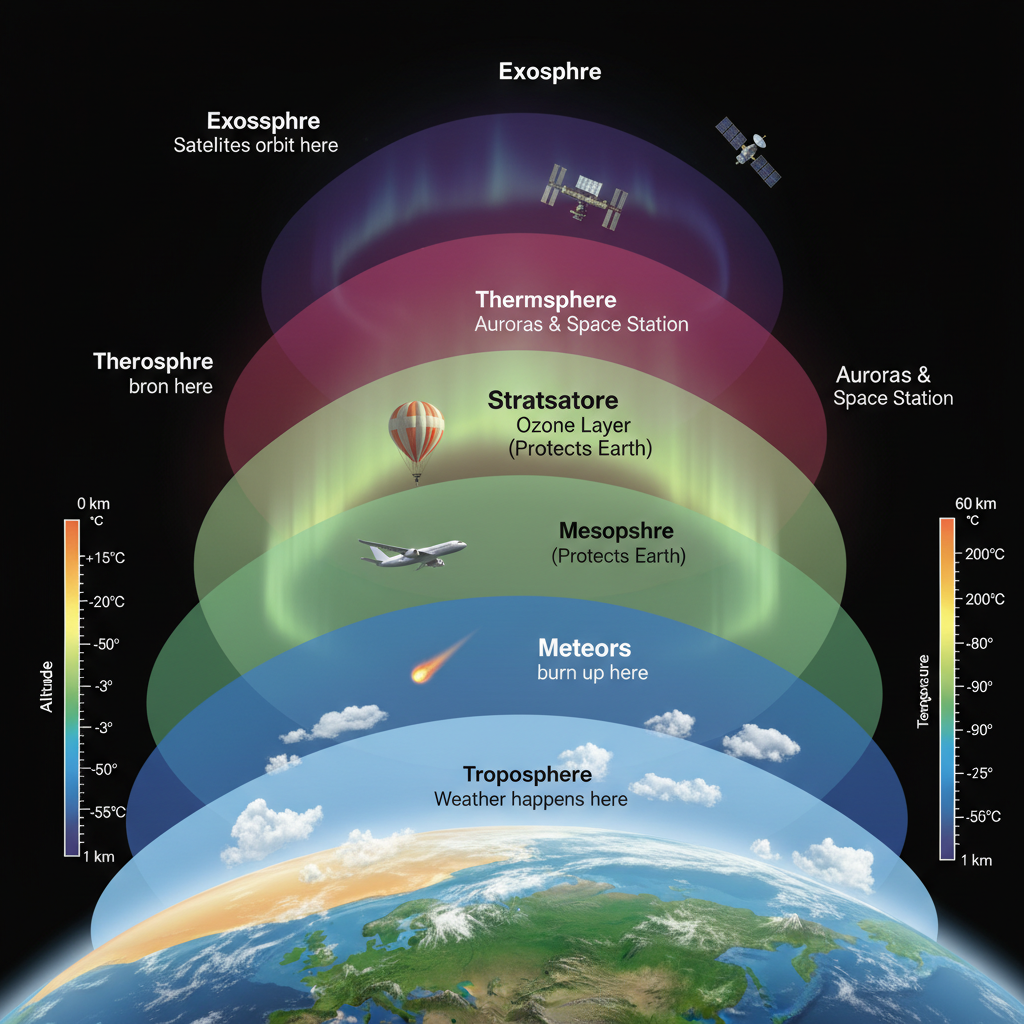 Exosphre
Exossphre
Satelites orbit here
Thermsphere
Auroras & Space Station
Therosphre
bron here
Auroras &
Space Station
Stratsatore
Ozone Layer
(Protects Earth)
Mesopshre
(Protects Earth)
Meteors
burn up here
Troposphere
Weather happens here
0 km
°C
+15°C
-20°C
-50°
-3°
-3°
-50°
-55°C
1 km
60 km
°C
200°C
200°C
-80°
-90°
-90°
-25°
-56°C
1 km